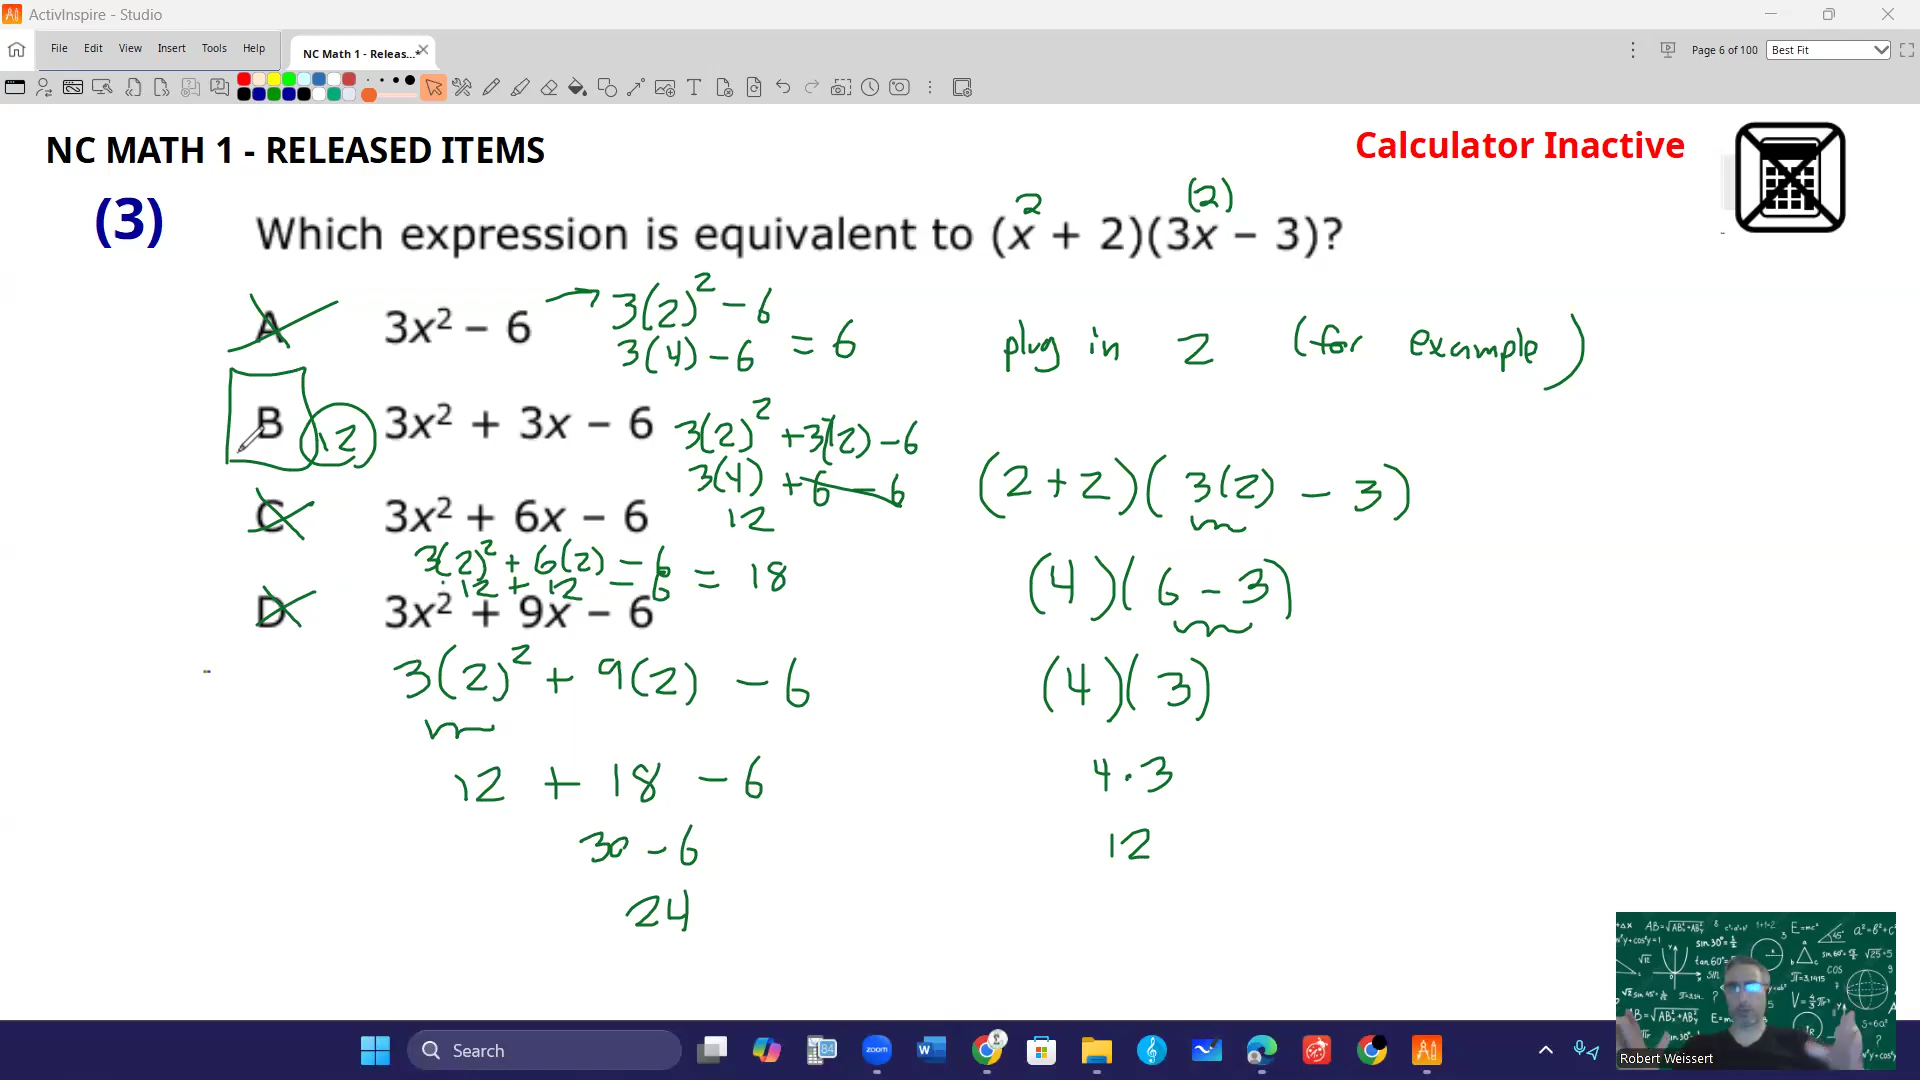 ActivInspire - Studio
File Edit View Insert Tools Help
NC Math 1 - Releas...*
Page 6 of 100
Best Fit
NC MATH 1 - RELEASED ITEMS
Calculator Inactive
2 (2)
(3) Which expression is equivalent to (x + 2)(3x − 3)?
A 3x² − 6
3(2)² − 6
3(4) − 6 = 6
plug in 2 (for example)
B 12 3x² + 3x − 6
3(2)² + 3(2) − 6
3(4) + 6 − 6
12
C 3x² + 6x − 6
3(2)² + 6(2) − 6
12 + 12 − 6 = 18
D 3x² + 9x − 6
3(2)² + 9(2) − 6
12 + 18 − 6
30 − 6
24
(2 + 2)(3(2) − 3)
(4)(6 − 3)
(4)(3)
4 · 3
12
Robert Weissert
Search